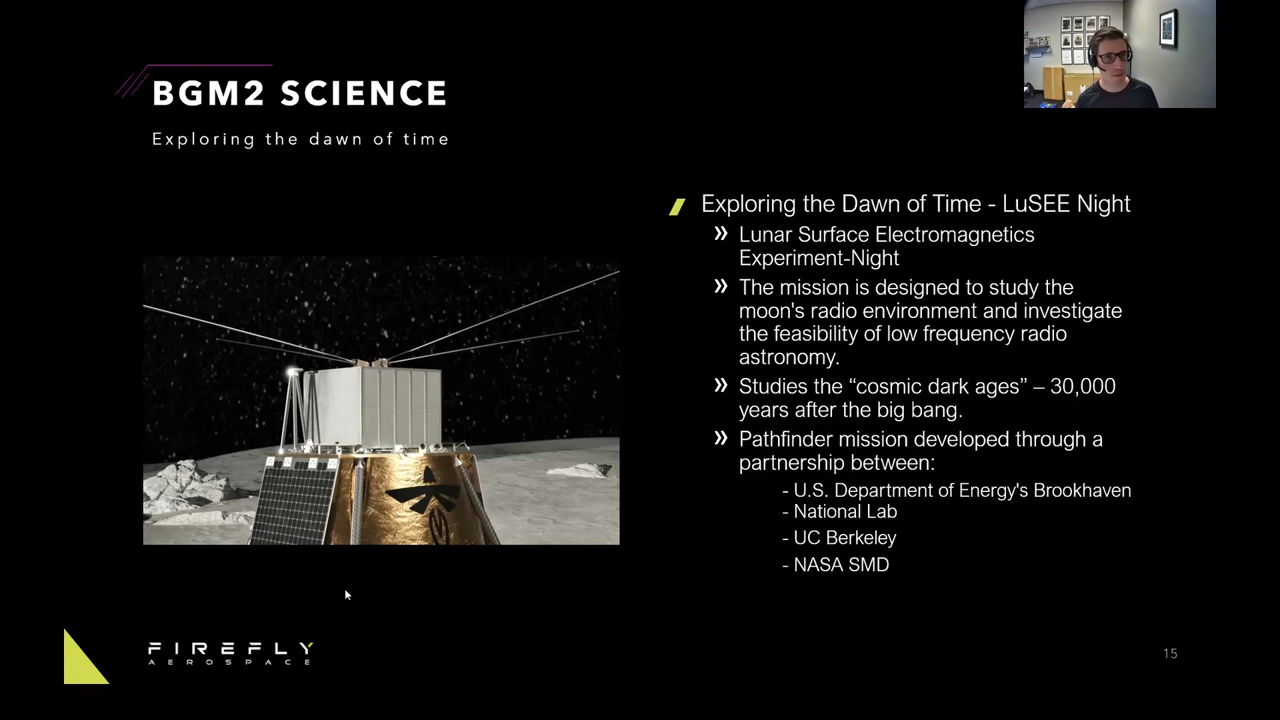 BGM2 SCIENCE
Exploring the dawn of time
Exploring the Dawn of Time - LuSEE Night
» Lunar Surface Electromagnetics
Experiment-Night
» The mission is designed to study the
moon's radio environment and investigate
the feasibility of low frequency radio
astronomy.
» Studies the “cosmic dark ages” – 30,000
years after the big bang.
» Pathfinder mission developed through a
partnership between:
- U.S. Department of Energy's Brookhaven
- National Lab
- UC Berkeley
- NASA SMD
FIREFLY
AEROSPACE
15